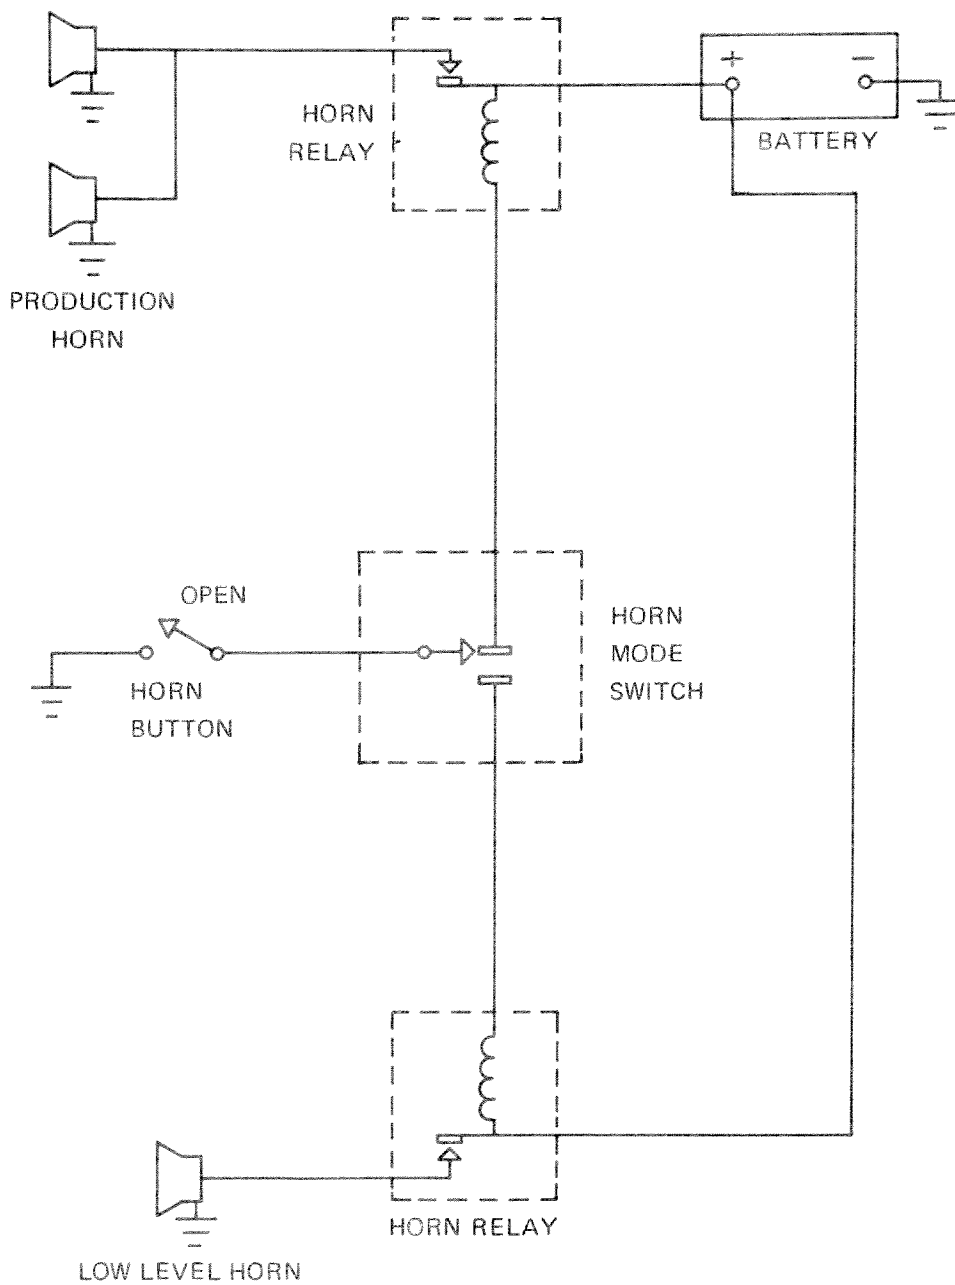 HORN
RELAY
+
−
BATTERY
PRODUCTION
HORN
OPEN
HORN
BUTTON
HORN
MODE
SWITCH
HORN RELAY
LOW LEVEL HORN